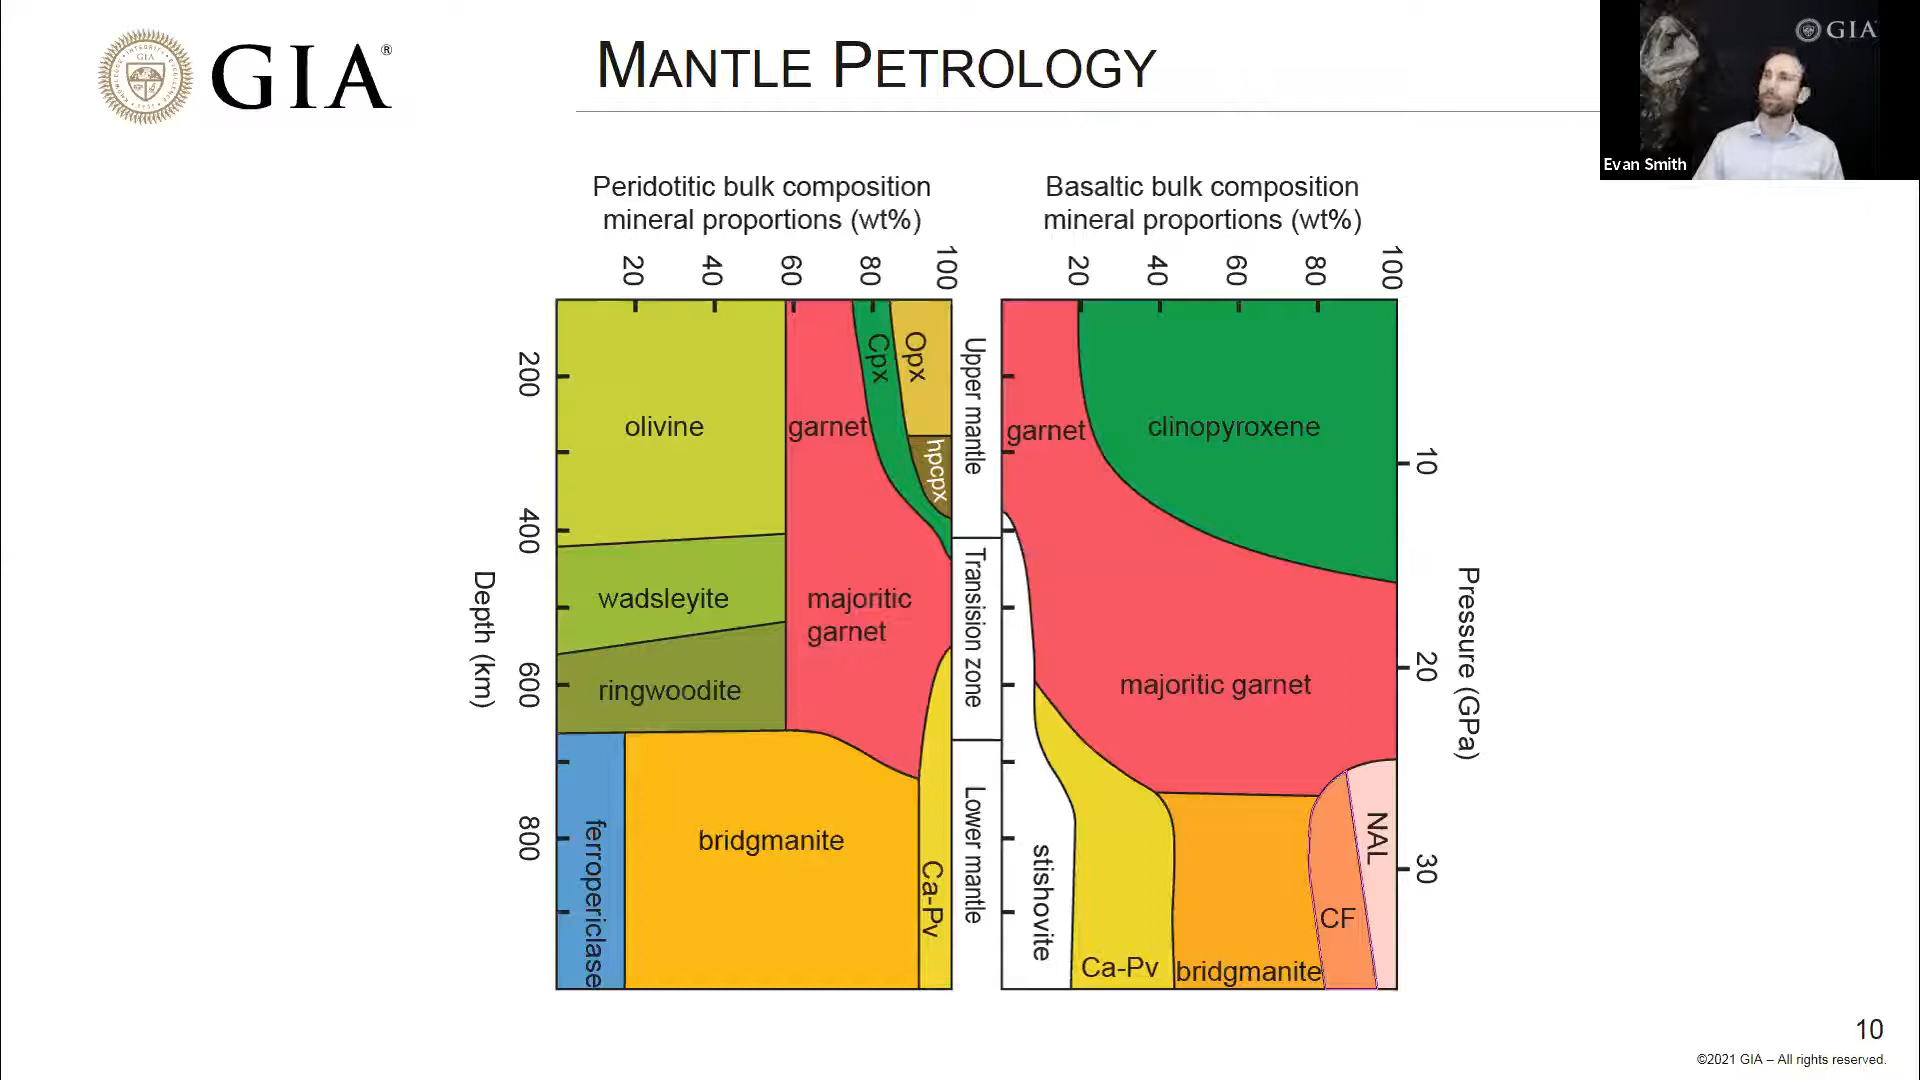 GIA®
GIA
MANTLE PETROLOGY
GIA
Evan Smith
Peridotitic bulk composition
mineral proportions (wt%)
Basaltic bulk composition
mineral proportions (wt%)
20 40 60 80 100
20 40 60 80 100
Depth (km)
200
400
600
800
olivine
garnet
Cpx
Opx
hpcpx
wadsleyite
majoritic
garnet
ringwoodite
ferropericlase
bridgmanite
Ca-Pv
Upper mantle
Transision zone
Lower mantle
garnet
clinopyroxene
majoritic garnet
stishovite
Ca-Pv
bridgmanite
CF
NAL
10
20
30
Pressure (GPa)
10
©2021 GIA – All rights reserved.